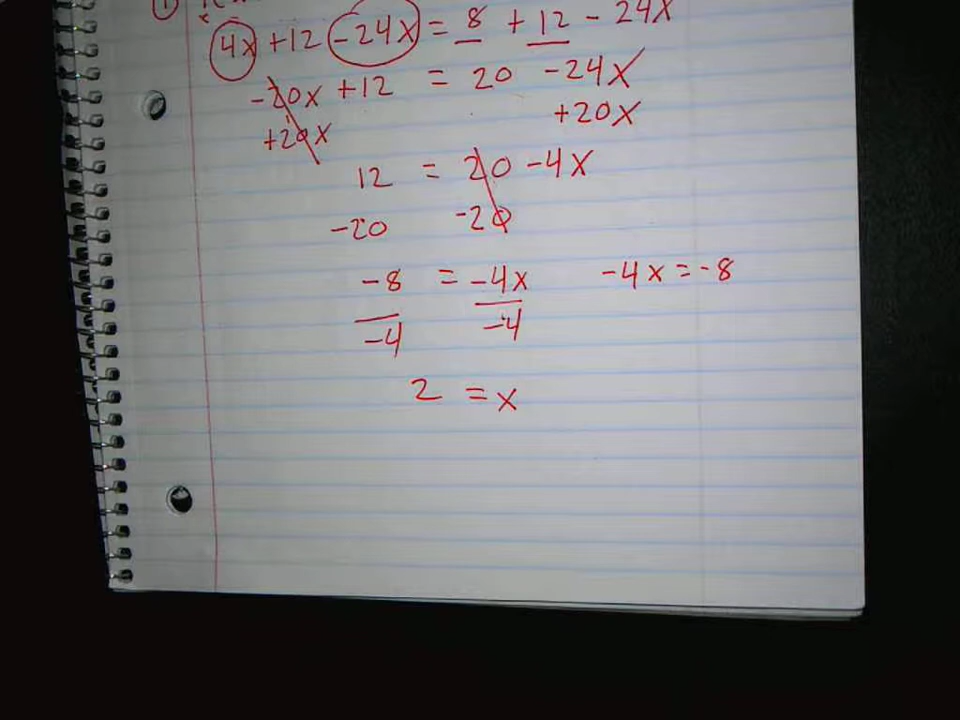 ①
4x +12 -24x = 8 + 12 - 24x
-20x +12 = 20 -24x
+20x +20x
12 = 20 -4x
-20 -20
-8 = -4x -4x = -8
-4 -4
2 = x